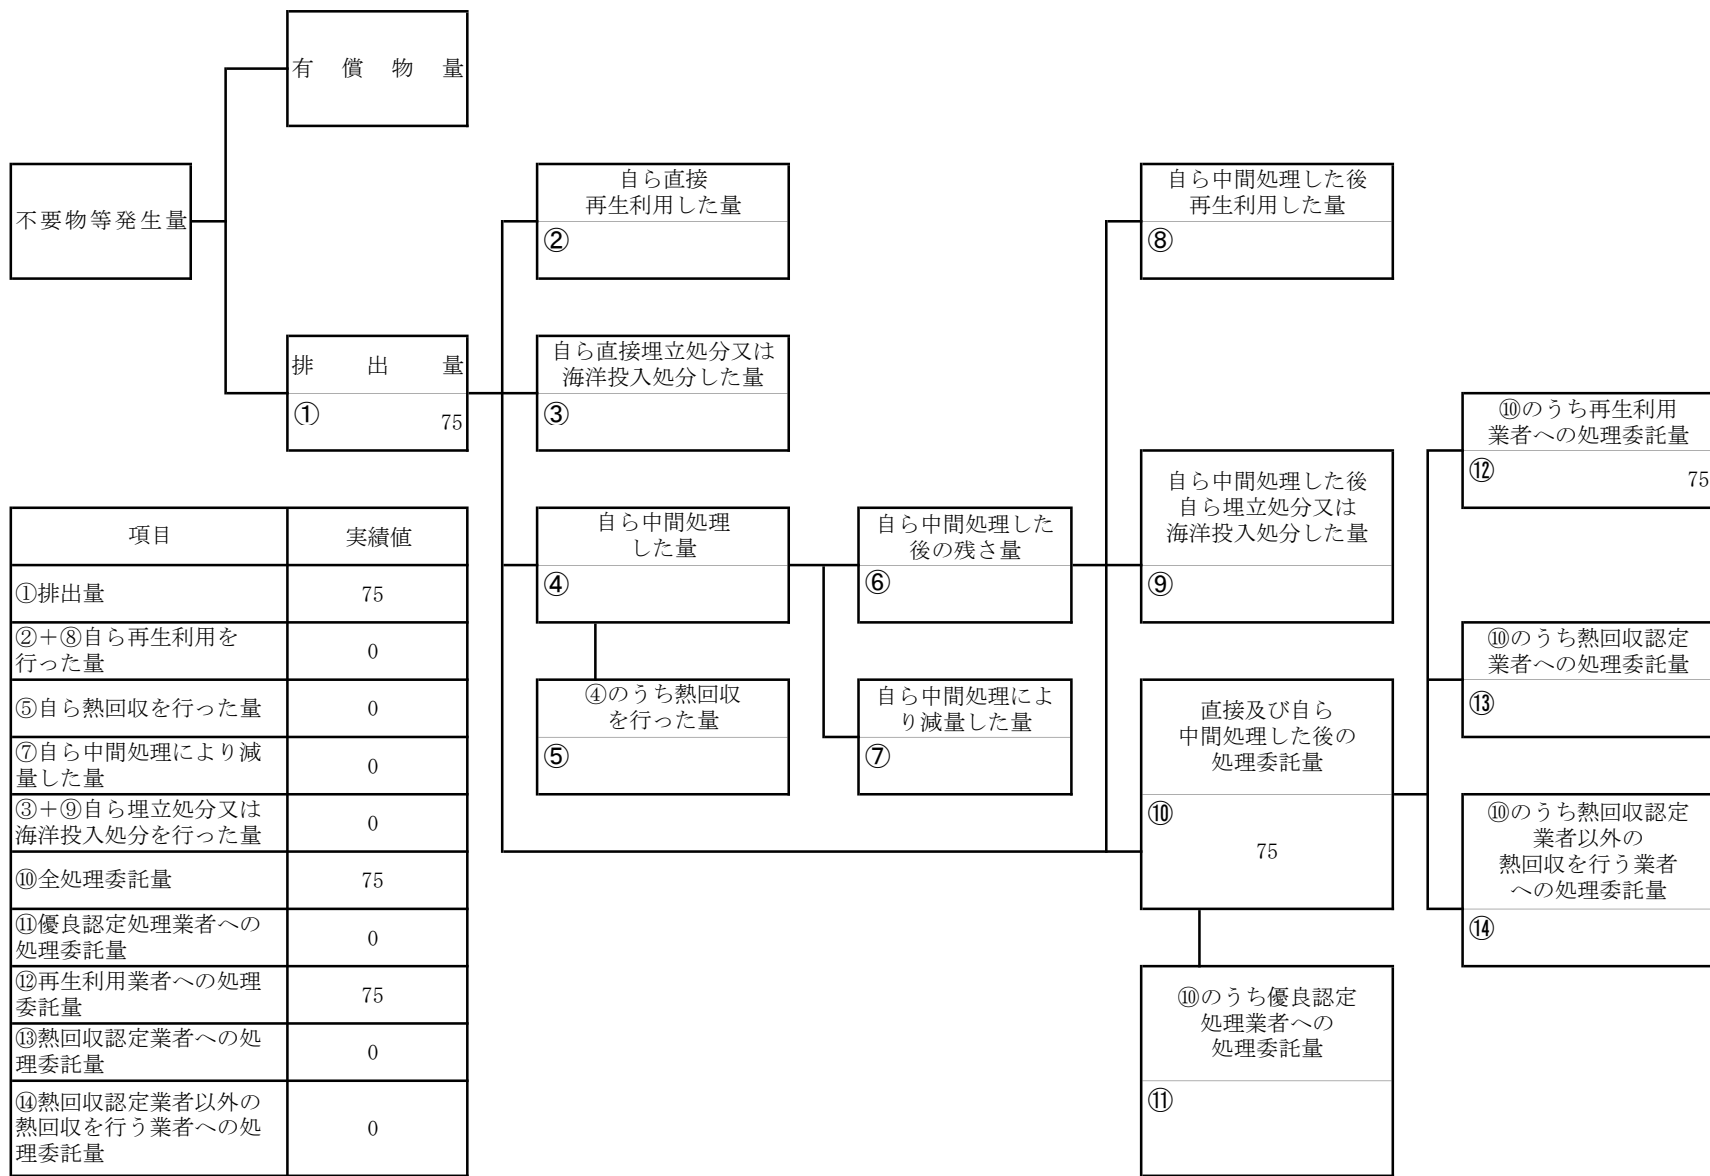 有償物量
不要物等発生量
排出量
①
75
自ら直接
再生利用した量
②
自ら直接埋立処分又は
海洋投入処分した量
③
自ら中間処理
した量
④
④のうち熱回収
を行った量
⑤
自ら中間処理した
後の残さ量
⑥
自ら中間処理によ
り減量した量
⑦
自ら中間処理した後
再生利用した量
⑧
自ら中間処理した後
自ら埋立処分又は
海洋投入処分した量
⑨
直接及び自ら
中間処理した後の
処理委託量
⑩
75
⑩のうち優良認定
処理業者への
処理委託量
⑪
⑩のうち再生利用
業者への処理委託量
⑫
75
⑩のうち熱回収認定
業者への処理委託量
⑬
⑩のうち熱回収認定
業者以外の
熱回収を行う業者
への処理委託量
⑭
項目 実績値
①排出量 75
②+⑧自ら再生利用を
行った量 0
⑤自ら熱回収を行った量 0
⑦自ら中間処理により減
量した量 0
③+⑨自ら埋立処分又は
海洋投入処分を行った量 0
⑩全処理委託量 75
⑪優良認定処理業者への
処理委託量 0
⑫再生利用業者への処理
委託量 75
⑬熱回収認定業者への処
理委託量 0
⑭熱回収認定業者以外の
熱回収を行う業者への処
理委託量 0